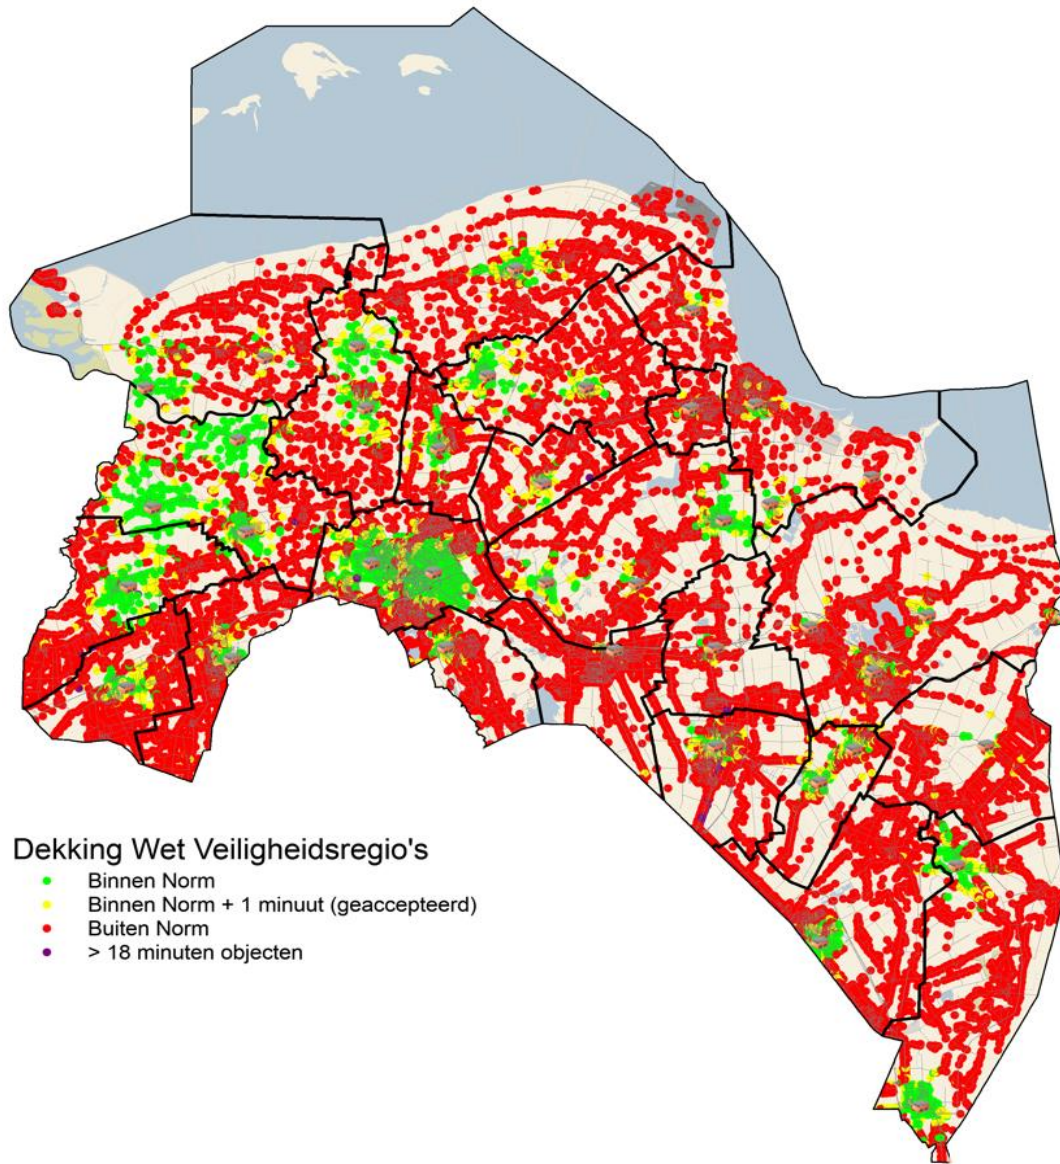 Dekking Wet Veiligheidsregio's
Binnen Norm
Binnen Norm + 1 minuut (geaccepteerd)
Buiten Norm
> 18 minuten objecten